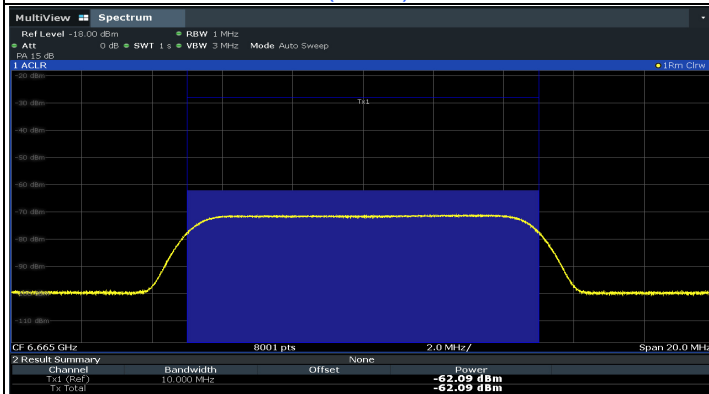 MultiView Spectrum
Ref Level -18.00 dBm RBW 1 MHz
Att 0 dB SWT 1 s VBW 3 MHz Mode Auto Sweep
PA 15 dB
1 ACLR 1Rm Clrw
-20 dBm
Tx1
-30 dBm
-40 dBm
-50 dBm
-60 dBm
-70 dBm
-80 dBm
-90 dBm
-110 dBm
CF 6.665 GHz 8001 pts 2.0 MHz/ Span 20.0 MHz
2 Result Summary None
Channel Bandwidth Offset Power
Tx1 (Ref) 10.000 MHz -62.09 dBm
Tx Total -62.09 dBm